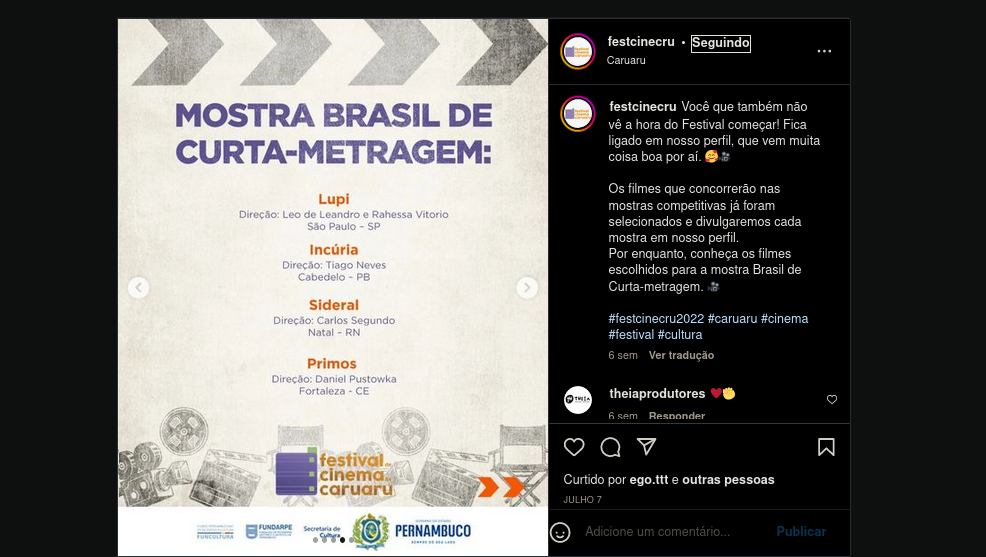 MOSTRA BRASIL DE
CURTA-METRAGEM:
Lupi
Direção: Leo de Leandro e Rahessa Vitorio
São Paulo – SP
Incúria
Direção: Tiago Neves
Cabedelo – PB
Sideral
Direção: Carlos Segundo
Natal – RN
Primos
Direção: Daniel Pustowka
Fortaleza - CE
festival de
cinema de
caruaru
FUNCULTURA
FUNDARPE
Secretaria de
Cultura
PERNAMBUCO
festcinecru • Seguindo
Caruaru
festcinecru Você que também não
vê a hora do Festival começar! Fica
ligado em nosso perfil, que vem muita
coisa boa por aí. 🥰🎥
Os filmes que concorrerão nas
mostras competitivas já foram
selecionados e divulgaremos cada
mostra em nosso perfil.
Por enquanto, conheça os filmes
escolhidos para a mostra Brasil de
Curta-metragem. 🎥
#festcinecru2022 #caruaru #cinema
#festival #cultura
6 sem Ver tradução
theiaprodutores ❤️✊
6 sem Responder
Curtido por ego.ttt e outras pessoas
JULHO 7
Adicione um comentário... Publicar